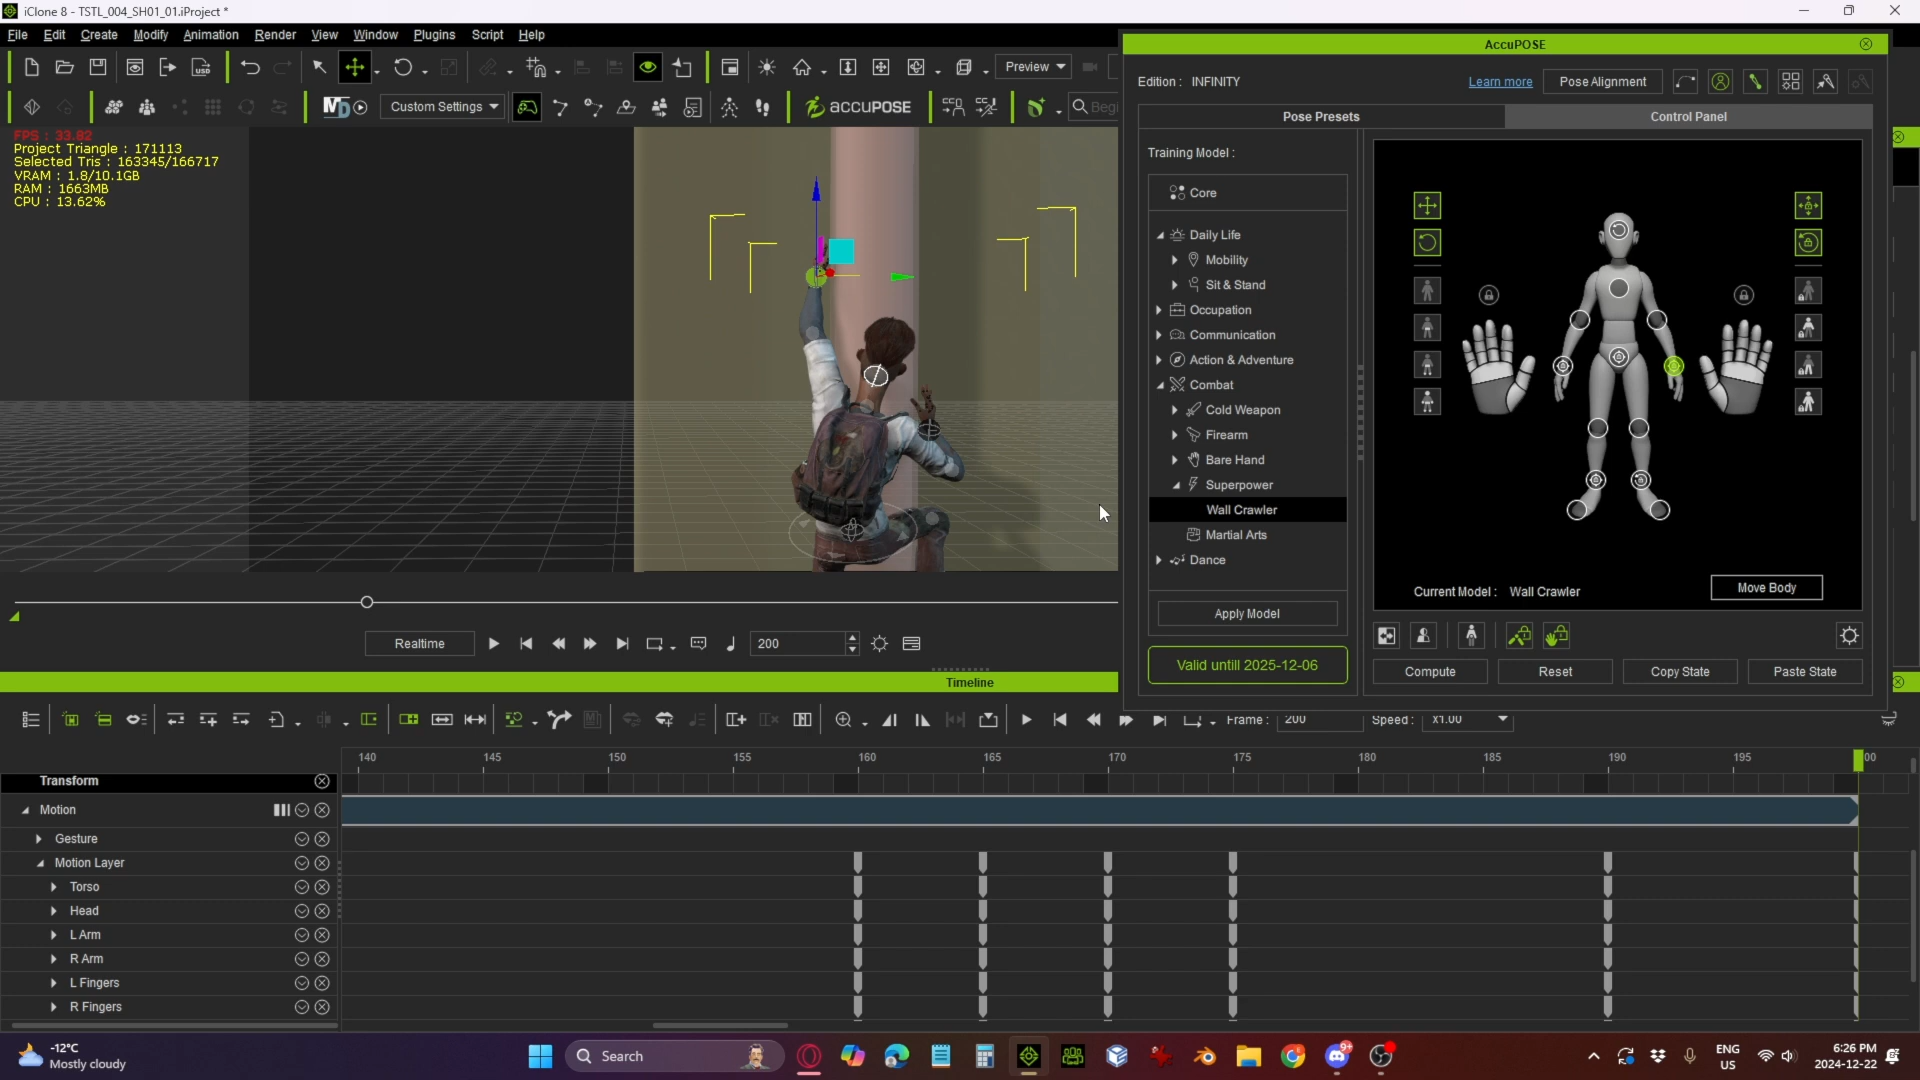 iClone 8 - TSTL_004_SH01_01.iProject *
File Edit Create Modify Animation Render View Window Plugins Script Help
Preview
Custom Settings
ACCUPOSE
FPS : 33.82
Project Triangle : 171113
Selected Tris : 163345/166717
VRAM : 1.8/10.1GB
RAM : 1663MB
CPU : 13.62%
AccuPOSE
Edition : INFINITY
Learn more
Pose Alignment
Pose Presets
Control Panel
Training Model :
Core
Daily Life
Mobility
Sit & Stand
Occupation
Communication
Action & Adventure
Combat
Cold Weapon
Firearm
Bare Hand
Superpower
Wall Crawler
Martial Arts
Dance
Apply Model
Valid untill 2025-12-06
Current Model : Wall Crawler
Move Body
Compute
Reset
Copy State
Paste State
Realtime
200
Timeline
Frame : 200
Speed : x1.00
140 145 150 155 160 165 170 175 180 185 190 195 00
Transform
Motion
Gesture
Motion Layer
Torso
Head
L Arm
R Arm
L Fingers
R Fingers
-12°C
Mostly cloudy
Search
9+
ENG
US
6:26 PM
2024-12-22